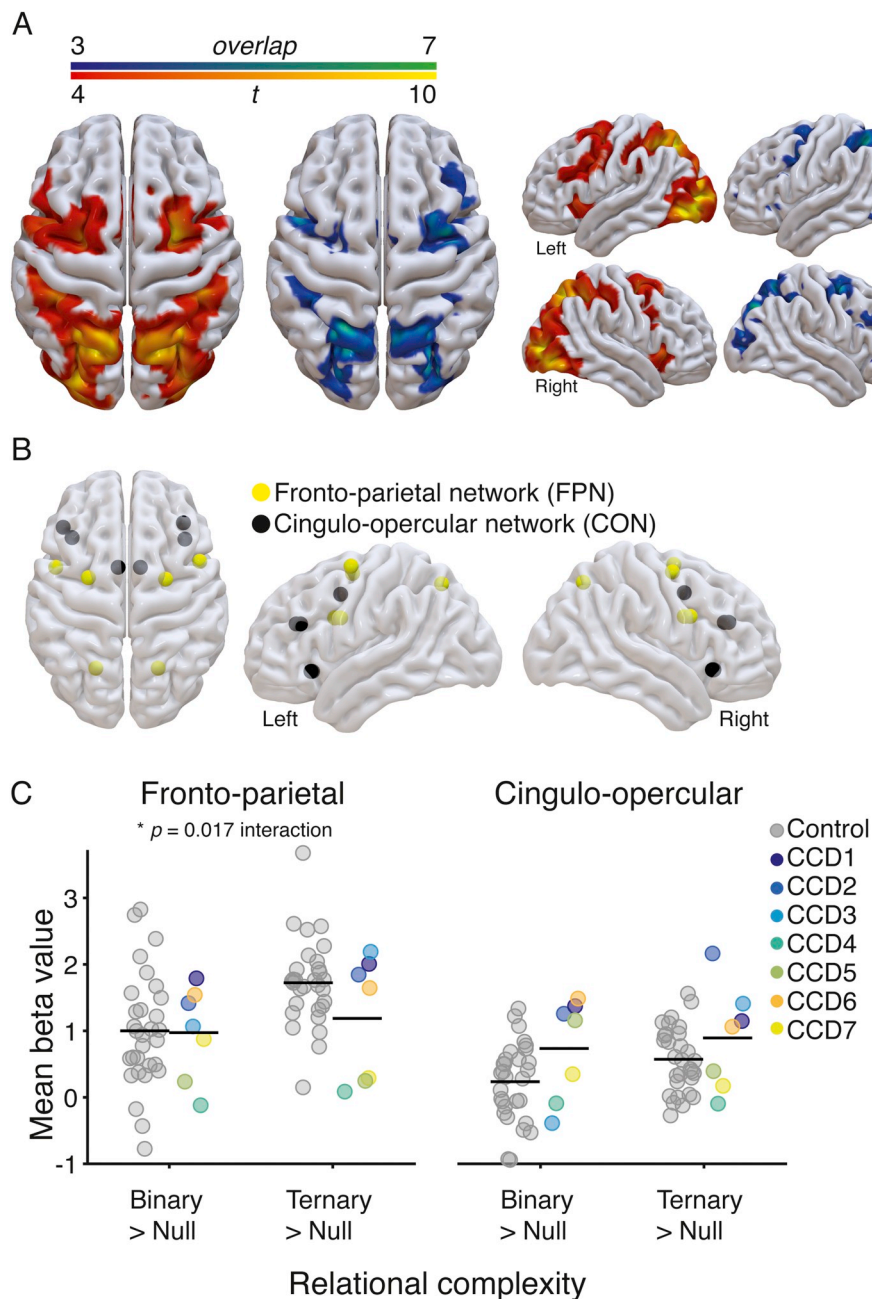 A
3 overlap 7
4 t 10
Left
Right
B
Fronto-parietal network (FPN)
Cingulo-opercular network (CON)
Left
Right
C
Fronto-parietal
Cingulo-opercular
* p = 0.017 interaction
Control
CCD1
CCD2
CCD3
CCD4
CCD5
CCD6
CCD7
Mean beta value
3
2
1
0
-1
Binary
> Null
Ternary
> Null
Binary
> Null
Ternary
> Null
Relational complexity